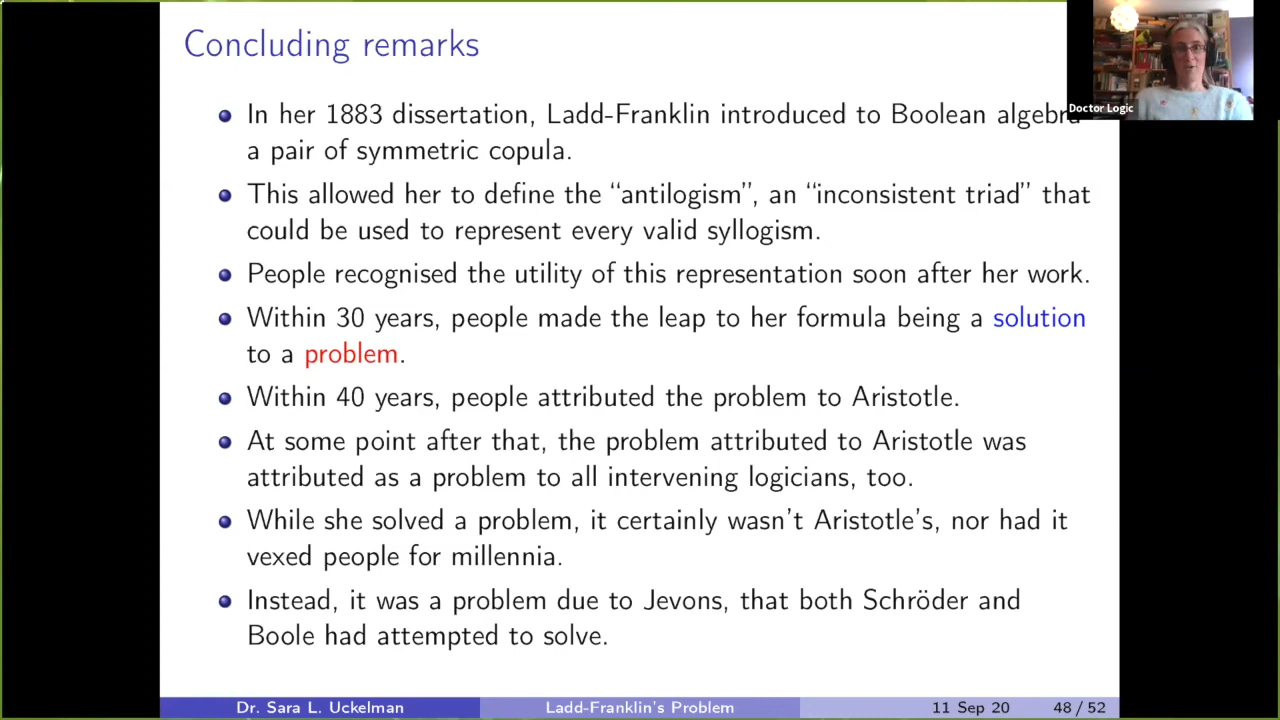 Concluding remarks
In her 1883 dissertation, Ladd-Franklin introduced to Boolean algebra
a pair of symmetric copula.
This allowed her to define the “antilogism”, an “inconsistent triad” that
could be used to represent every valid syllogism.
People recognised the utility of this representation soon after her work.
Within 30 years, people made the leap to her formula being a solution
to a problem.
Within 40 years, people attributed the problem to Aristotle.
At some point after that, the problem attributed to Aristotle was
attributed as a problem to all intervening logicians, too.
While she solved a problem, it certainly wasn’t Aristotle’s, nor had it
vexed people for millennia.
Instead, it was a problem due to Jevons, that both Schröder and
Boole had attempted to solve.
Dr. Sara L. Uckelman Ladd-Franklin’s Problem 11 Sep 20 48 / 52
Doctor Logic